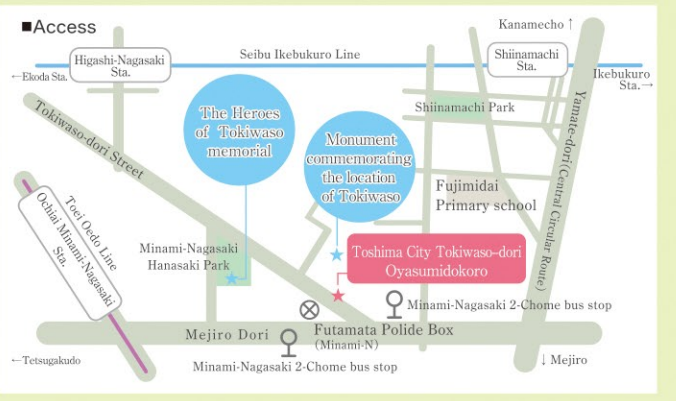 ■Access
Kanamecho ↑
Seibu Ikebukuro Line
Higashi-Nagasaki
Sta.
Shiinamachi
Sta.
←Ekoda Sta.
Ikebukuro
Sta.→
The Heroes
of Tokiwaso
memorial
Shiinamachi Park
Tokiwaso-dori Street
Monument
commemorating
the location
of Tokiwaso
Yamate-dori(Central Circular Route)
Fujimidai
Primary school
Toei Oedo Line
Ochiai Minami-Nagasaki
Sta.
Minami-Nagasaki
Hanasaki Park
Toshima City Tokiwaso-dori
Oyasumidokoro
Minami-Nagasaki 2-Chome bus stop
Mejiro Dori
Futamata Polide Box
(Minami-N)
←Tetsugakudo
Minami-Nagasaki 2-Chome bus stop
↓ Mejiro